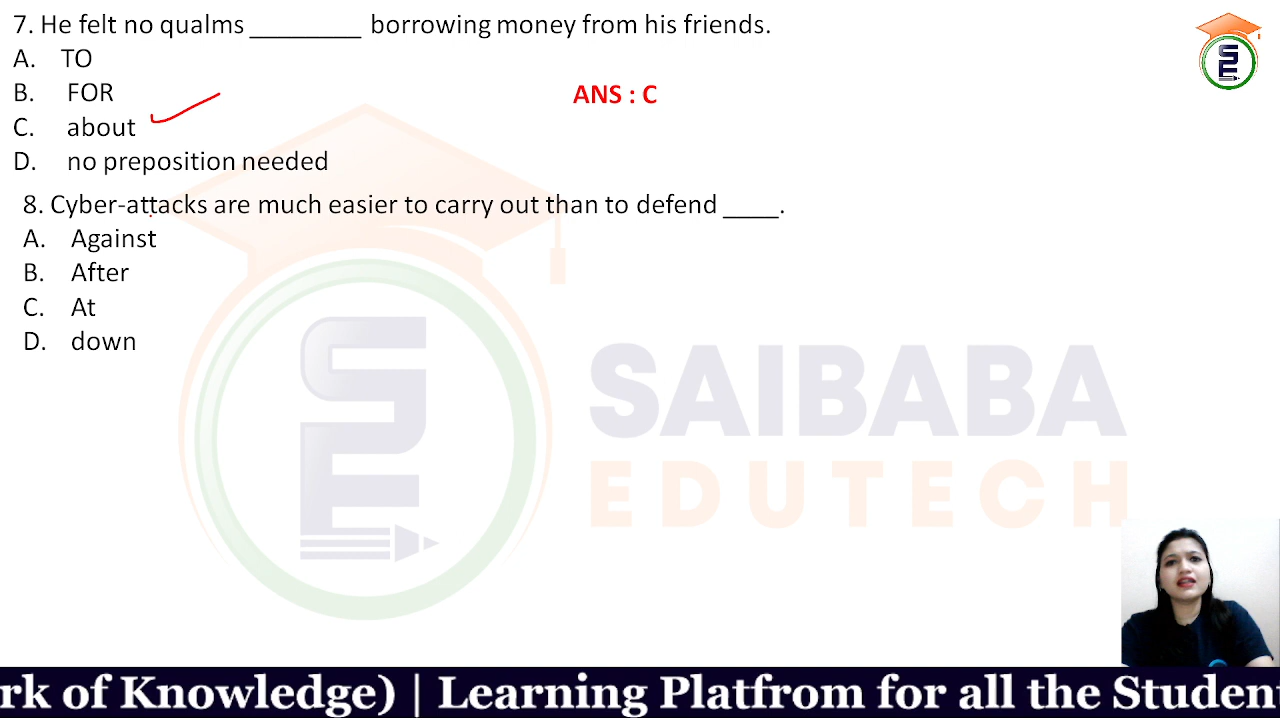 7. He felt no qualms ________ borrowing money from his friends.
A. TO
B. FOR
ANS : C
C. about
D. no preposition needed
8. Cyber-attacks are much easier to carry out than to defend ____.
A. Against
B. After
C. At
D. down
SAIBABA
EDUTECH
rk of Knowledge) | Learning Platfrom for all the Studen